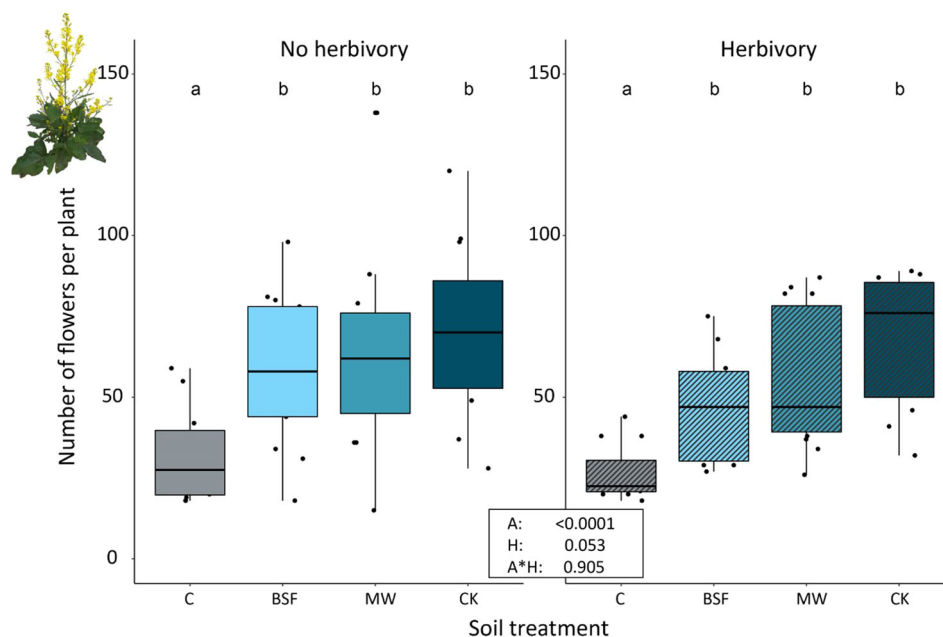 No herbivory
Herbivory
150
a b b b
150
a b b b
Number of flowers per plant
100
100
50
50
0
A: <0.0001
H: 0.053
A*H: 0.905
C BSF MW CK
C BSF MW CK
Soil treatment